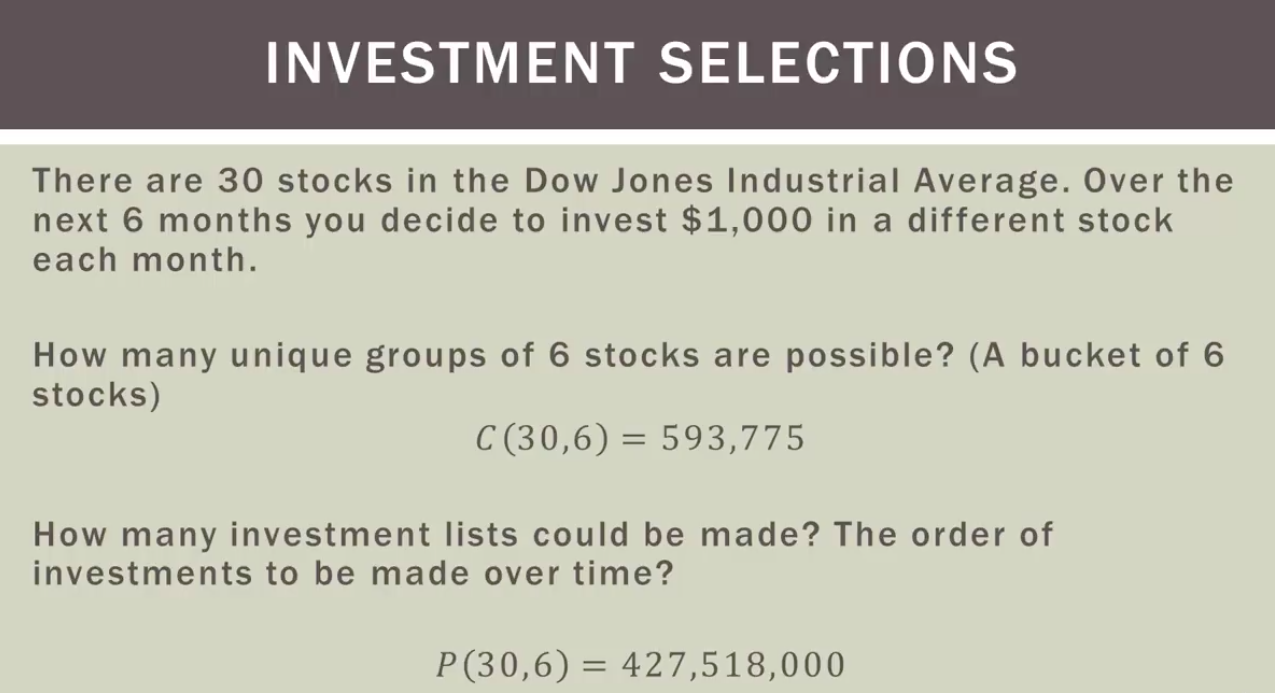 INVESTMENT SELECTIONS
There are 30 stocks in the Dow Jones Industrial Average. Over the
next 6 months you decide to invest $1,000 in a different stock
each month.
How many unique groups of 6 stocks are possible? (A bucket of 6
stocks)
C(30,6) = 593,775
How many investment lists could be made? The order of
investments to be made over time?
P(30,6) = 427,518,000